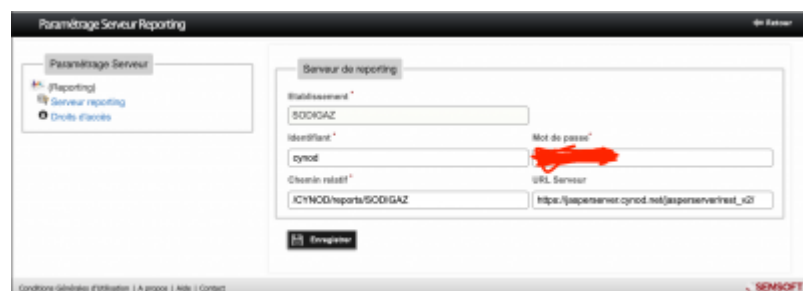 Paramétrage Serveur Reporting
Retour
Paramétrage Serveur
(Reporting)
Serveur reporting
Droits d'accès
Serveur de reporting
Etablissement *
SODIGAZ
Identifiant *
Mot de passe *
cynod
Chemin relatif *
URL Serveur
/CYNOD/reports/SODIGAZ
https://jasperserver.cynod.net/jasperserver/rest_v2/
Enregistrer
Conditions Générales d'Utilisation | A propos | Aide | Contact
SENSOFT